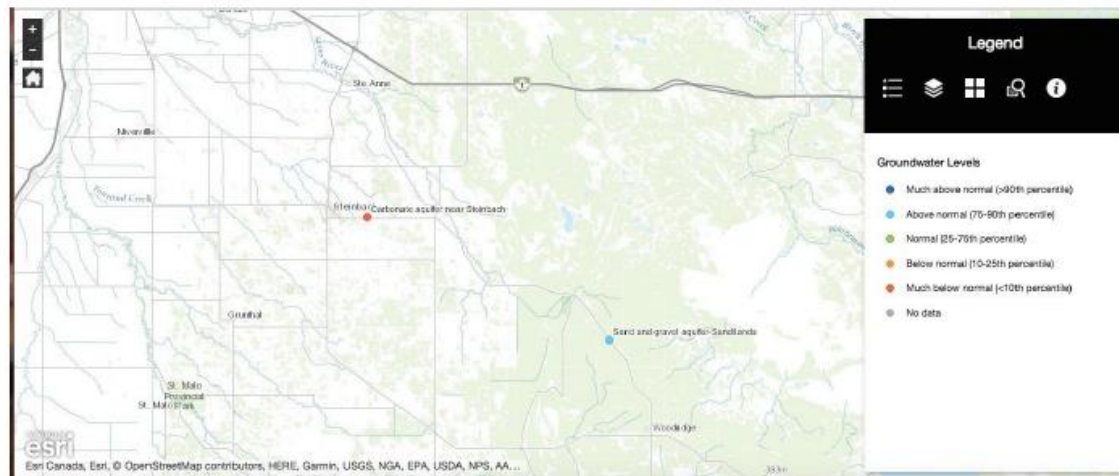 +
Legend
−
Ste. Anne
1
Niverville
Groundwater Levels
Much above normal (>90th percentile)
Steinbach
Carbonate aquifer near Steinbach
Above normal (75-90th percentile)
Normal (25-75th percentile)
Below normal (10-25th percentile)
Much below normal (<10th percentile)
Grunthal
No data
Sand and gravel aquifer-Sandilands
St. Malo
Provincial
Park
St. Malo
Woodridge
esri
Esri Canada, Esri, © OpenStreetMap contributors, HERE, Garmin, USGS, NGA, EPA, USDA, NPS, AA...